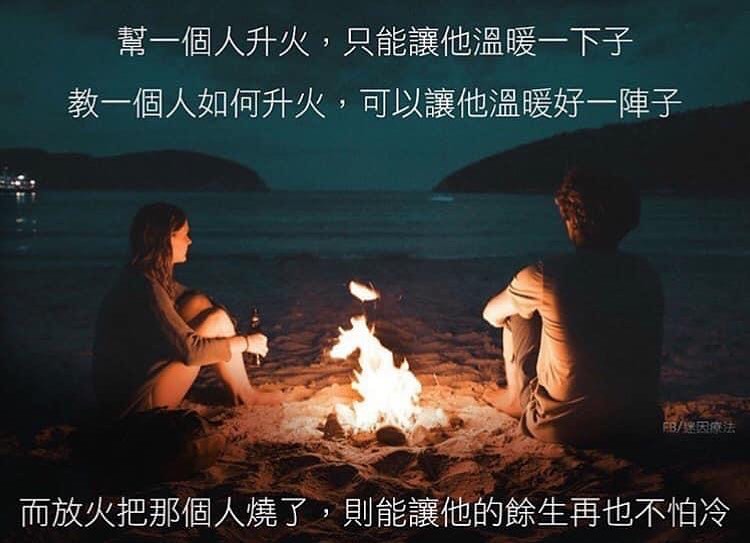 幫一個人升火，只能讓他溫暖一下子
教一個人如何升火，可以讓他溫暖好一陣子
FB/迷因療法
而放火把那個人燒了，則能讓他的餘生再也不怕冷